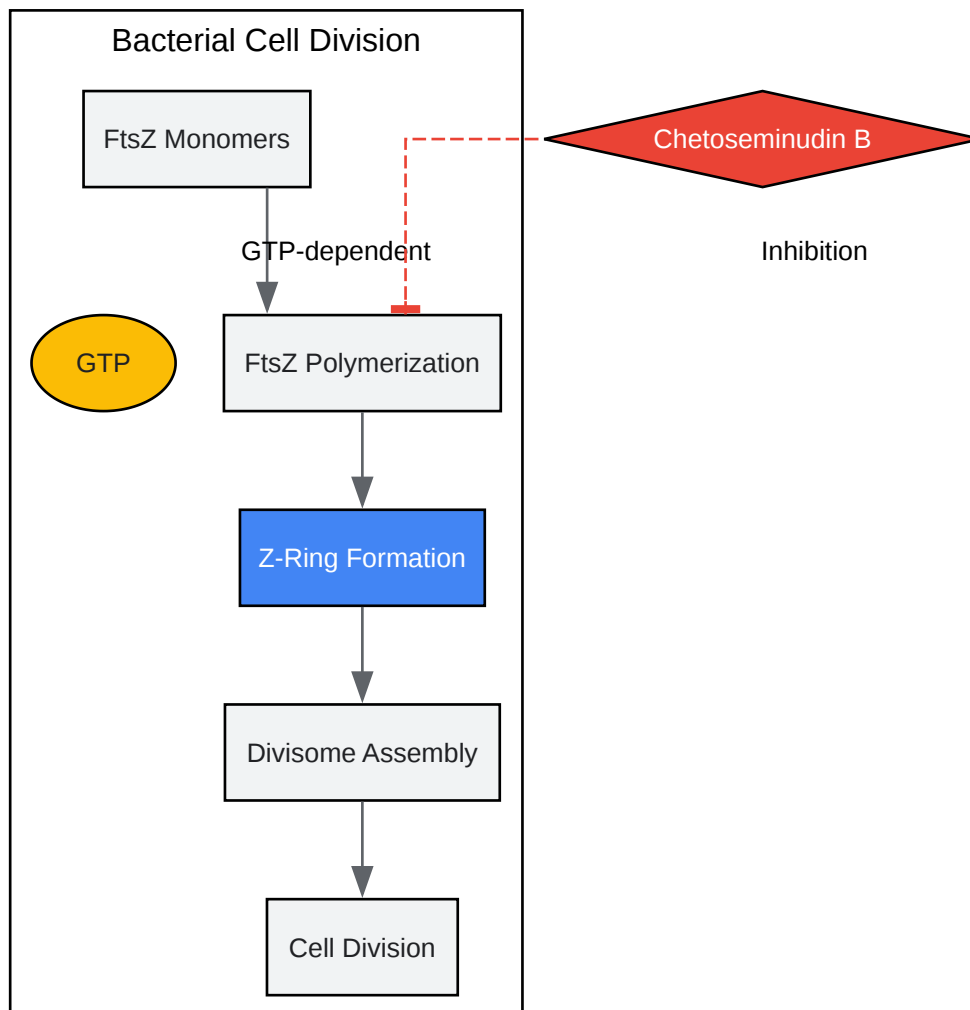 Bacterial Cell Division
FtsZ Monomers
Chetoseminudin B
GTP-dependent
Inhibition
GTP
FtsZ Polymerization
Z-Ring Formation
Divisome Assembly
Cell Division